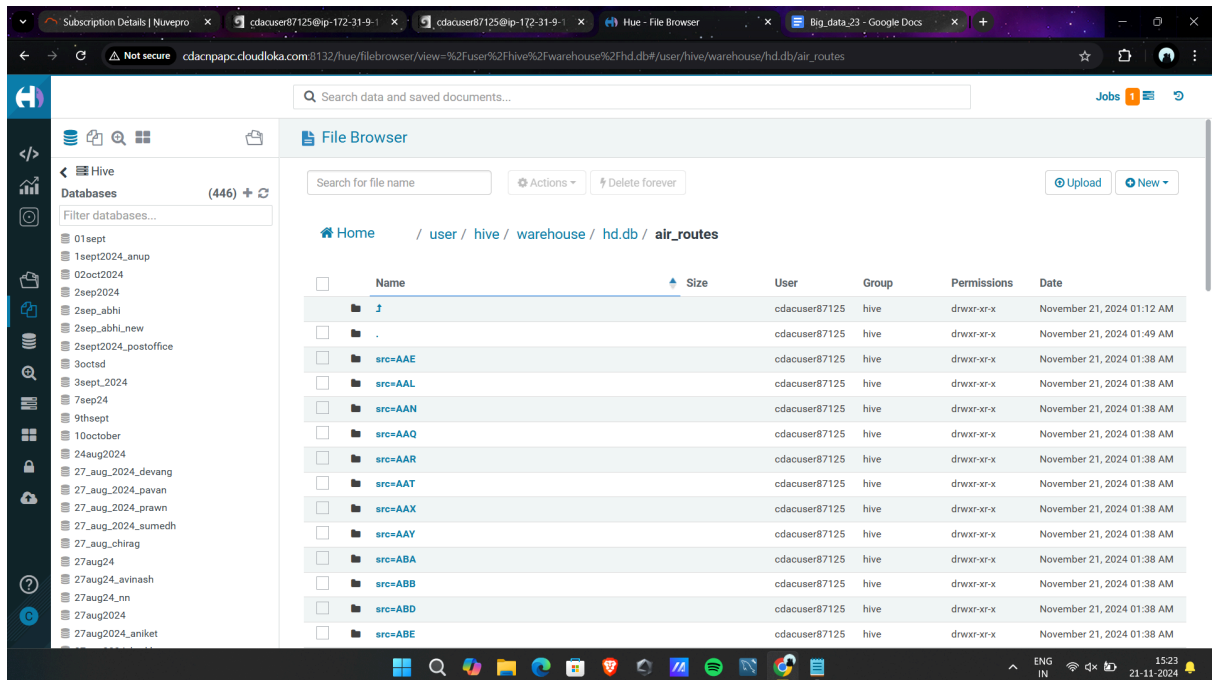 Subscription Details | Nuvepro
cdacuser87125@ip-172-31-9-1
cdacuser87125@ip-172-31-9-1
Hue - File Browser
Big_data_23 - Google Docs
Not secure cdacnpapc.cloudloka.com:8132/hue/filebrowser/view=%2Fuser%2Fhive%2Fwarehouse%2Fhd.db#/user/hive/warehouse/hd.db/air_routes
Search data and saved documents...
Jobs 1
File Browser
Hive
Databases (446)
Filter databases...
01sept
1sept2024_anup
02oct2024
2sep2024
2sep_abhi
2sep_abhi_new
2sept2024_postoffice
3octsd
3sept_2024
7sep24
9thsept
10october
24aug2024
27_aug_2024_devang
27_aug_2024_pavan
27_aug_2024_prawn
27_aug_2024_sumedh
27_aug_chirag
27aug24
27aug24_avinash
27aug24_nn
27aug2024
27aug2024_aniket
Search for file name
Actions
Delete forever
Upload
New
Home / user / hive / warehouse / hd.db / air_routes
Name Size User Group Permissions Date
cdacuser87125 hive drwxr-xr-x November 21, 2024 01:12 AM
. cdacuser87125 hive drwxr-xr-x November 21, 2024 01:49 AM
src=AAE cdacuser87125 hive drwxr-xr-x November 21, 2024 01:38 AM
src=AAL cdacuser87125 hive drwxr-xr-x November 21, 2024 01:38 AM
src=AAN cdacuser87125 hive drwxr-xr-x November 21, 2024 01:38 AM
src=AAQ cdacuser87125 hive drwxr-xr-x November 21, 2024 01:38 AM
src=AAR cdacuser87125 hive drwxr-xr-x November 21, 2024 01:38 AM
src=AAT cdacuser87125 hive drwxr-xr-x November 21, 2024 01:38 AM
src=AAX cdacuser87125 hive drwxr-xr-x November 21, 2024 01:38 AM
src=AAY cdacuser87125 hive drwxr-xr-x November 21, 2024 01:38 AM
src=ABA cdacuser87125 hive drwxr-xr-x November 21, 2024 01:38 AM
src=ABB cdacuser87125 hive drwxr-xr-x November 21, 2024 01:38 AM
src=ABD cdacuser87125 hive drwxr-xr-x November 21, 2024 01:38 AM
src=ABE cdacuser87125 hive drwxr-xr-x November 21, 2024 01:38 AM
C
ENG
IN
15:23
21-11-2024